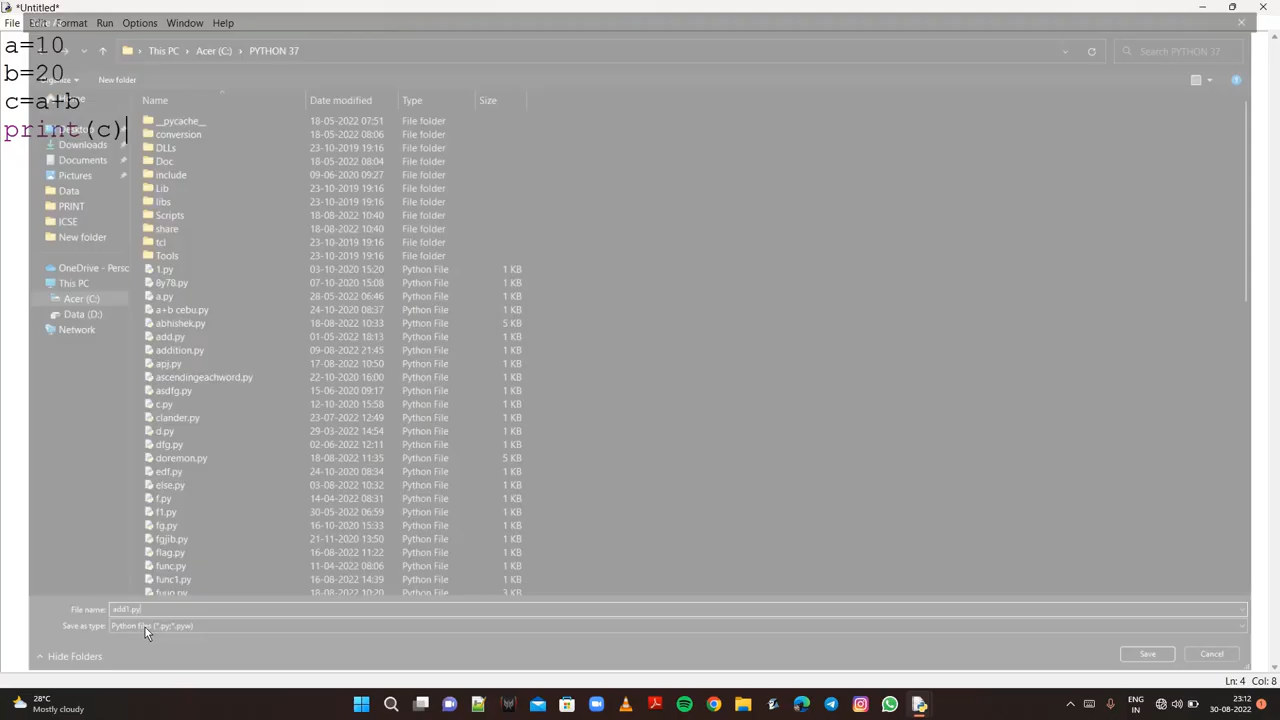 *Untitled*
File Edit Format Run Options Window Help
a=10
b=20
c=a+b
print(c)
This PC Acer (C:) PYTHON 37
Search PYTHON 37
Organize New folder
Name Date modified Type Size
Desktop
Downloads
Documents
Pictures
Data
PRINT
ICSE
New folder
OneDrive - Persc
This PC
Acer (C:)
Data (D:)
Network
__pycache__ 18-05-2022 07:51 File folder
conversion 18-05-2022 08:06 File folder
DLLs 23-10-2019 19:16 File folder
Doc 18-05-2022 08:04 File folder
include 09-06-2020 09:27 File folder
Lib 23-10-2019 19:16 File folder
libs 23-10-2019 19:16 File folder
Scripts 18-08-2022 10:40 File folder
share 18-08-2022 10:40 File folder
tcl 23-10-2019 19:16 File folder
Tools 23-10-2019 19:16 File folder
1.py 03-10-2020 15:20 Python File 1 KB
8y78.py 07-10-2020 15:08 Python File 1 KB
a.py 28-05-2022 06:46 Python File 1 KB
a+b cebu.py 24-10-2020 08:37 Python File 1 KB
abhishek.py 18-08-2022 10:33 Python File 5 KB
add.py 01-05-2022 18:13 Python File 1 KB
addition.py 09-08-2022 21:45 Python File 1 KB
apj.py 17-08-2022 10:50 Python File 1 KB
ascendingeachword.py 22-10-2020 16:00 Python File 1 KB
asdfg.py 15-06-2020 09:17 Python File 1 KB
c.py 12-10-2020 15:58 Python File 1 KB
clander.py 23-07-2022 12:49 Python File 1 KB
d.py 29-03-2022 14:54 Python File 1 KB
dfg.py 02-06-2022 12:11 Python File 1 KB
doremon.py 18-08-2022 11:35 Python File 5 KB
edf.py 24-10-2020 08:34 Python File 1 KB
else.py 03-08-2022 10:32 Python File 1 KB
f.py 14-04-2022 08:31 Python File 1 KB
f1.py 30-05-2022 06:59 Python File 1 KB
fg.py 16-10-2020 15:33 Python File 1 KB
fgjib.py 21-11-2020 13:50 Python File 1 KB
flag.py 16-08-2022 11:22 Python File 1 KB
func.py 11-04-2022 08:06 Python File 1 KB
func1.py 16-08-2022 14:39 Python File 1 KB
18-08-2022 10:30 Python File 3 KB
File name: add1.py
Save as type: Python files (*.py;*.pyw)
Hide Folders Save Cancel
Ln: 4 Col: 8
28°C
Mostly cloudy
ENG
IN
23:12
30-08-2022